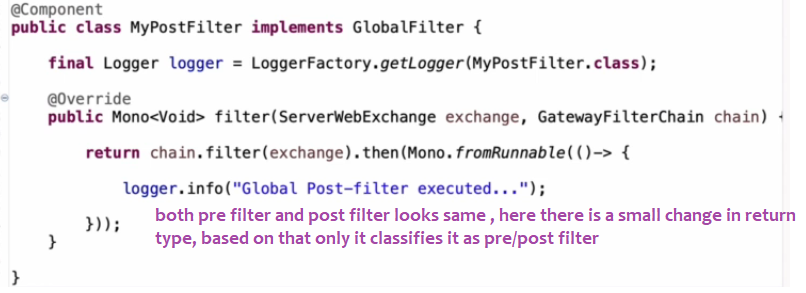 @Component
public class MyPostFilter implements GlobalFilter {
final Logger logger = LoggerFactory.getLogger(MyPostFilter.class);
@Override
public Mono<Void> filter(ServerWebExchange exchange, GatewayFilterChain chain) {
return chain.filter(exchange).then(Mono.fromRunnable(()-> {
logger.info("Global Post-filter executed...");
both pre filter and post filter looks same , here there is a small change in return
}));
type, based on that only it classifies it as pre/post filter
}
}